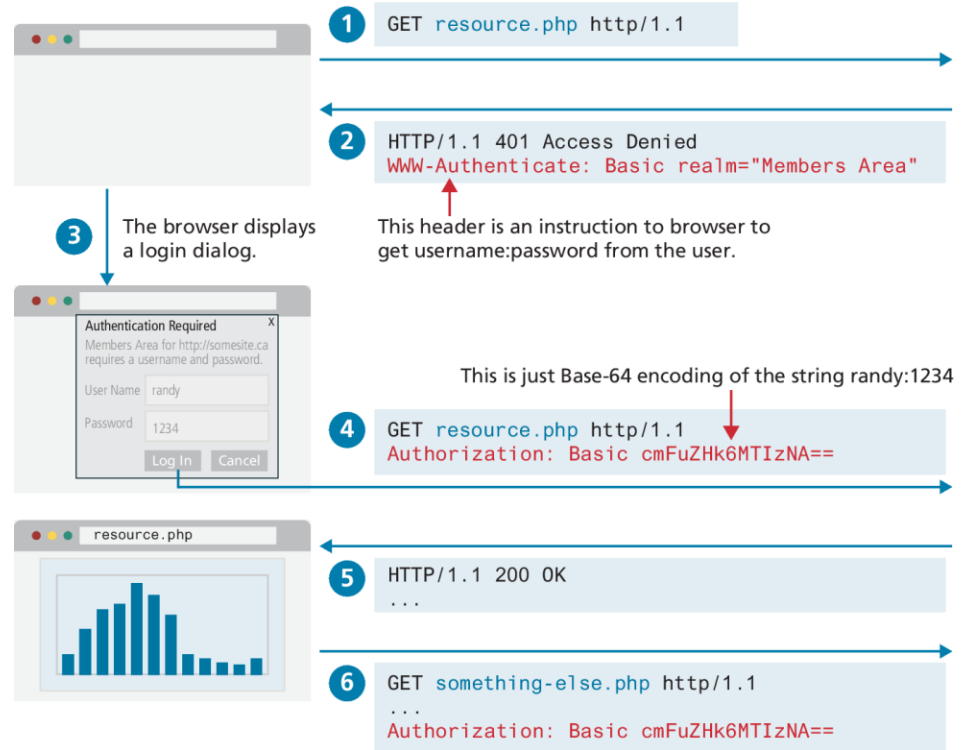 1
GET resource.php http/1.1
2
HTTP/1.1 401 Access Denied
WWW-Authenticate: Basic realm="Members Area"
This header is an instruction to browser to
get username:password from the user.
3
The browser displays
a login dialog.
Authentication Required
X
Members Area for http://somesite.ca
requires a username and password.
User Name
randy
Password
1234
Log In
Cancel
This is just Base-64 encoding of the string randy:1234
4
GET resource.php http/1.1
Authorization: Basic cmFuZHk6MTIzNA==
resource.php
5
HTTP/1.1 200 OK
...
6
GET something-else.php http/1.1
...
Authorization: Basic cmFuZHk6MTIzNA==